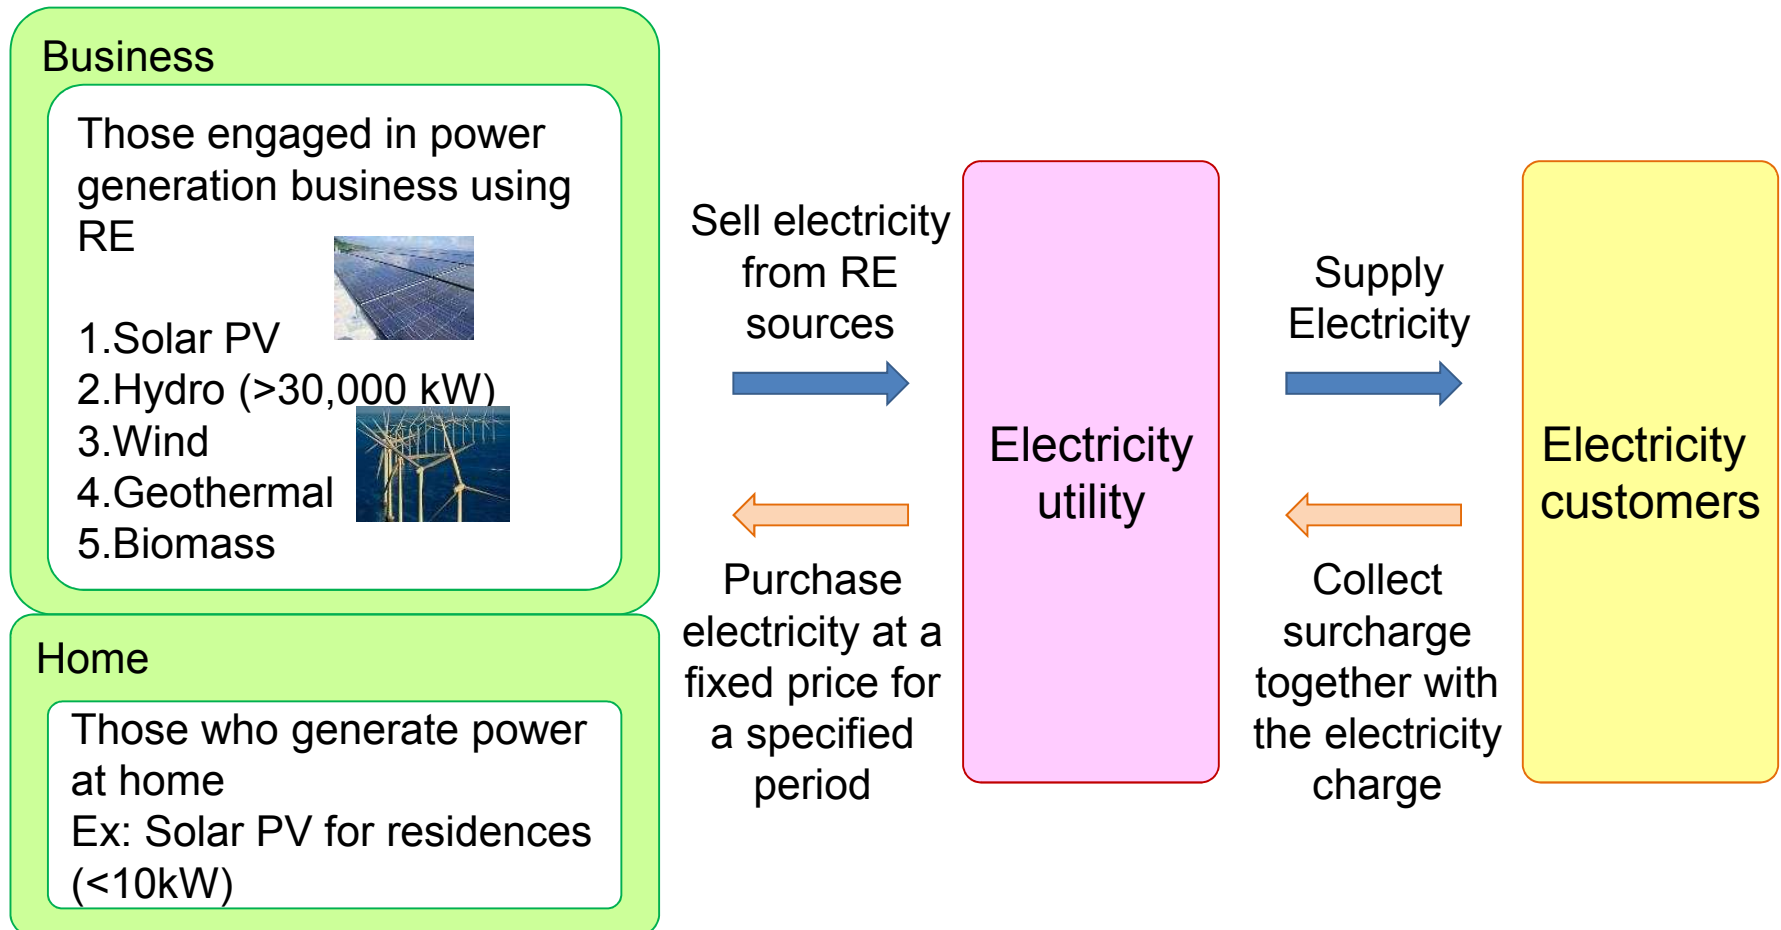 Business
Those engaged in power
generation business using
RE
1.Solar PV
2.Hydro (>30,000 kW)
3.Wind
4.Geothermal
5.Biomass
Home
Those who generate power
at home
Ex: Solar PV for residences
(<10kW)
Sell electricity
from RE
sources
Purchase
electricity at a
fixed price for
a specified
period
Electricity
utility
Supply
Electricity
Collect
surcharge
together with
the electricity
charge
Electricity
customers